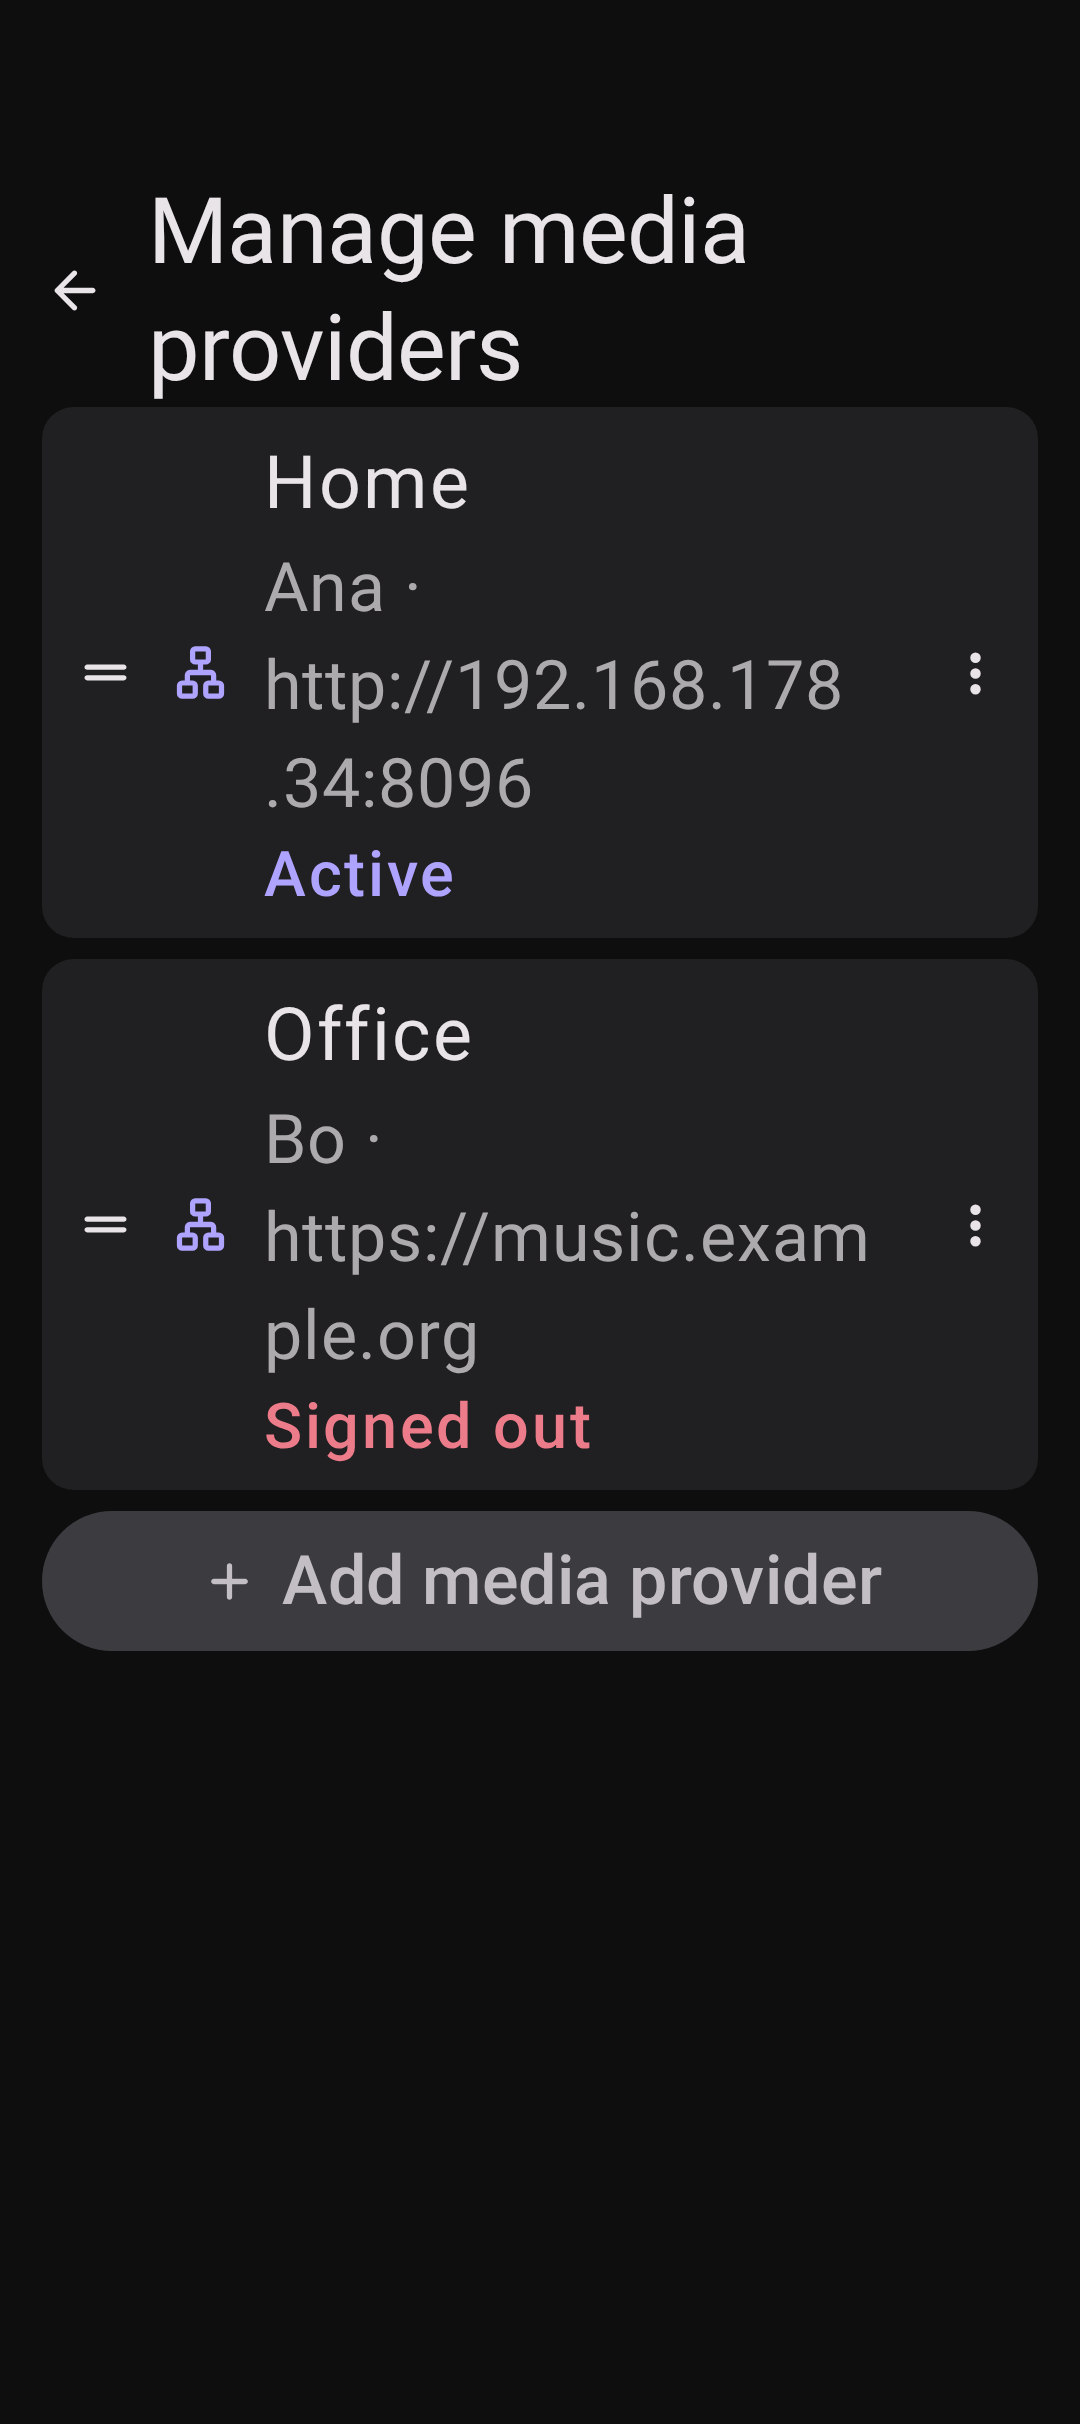 Manage media
providers
Home
Ana ·
http://192.168.178
.34:8096
Active
Office
Bo ·
https://music.exam
ple.org
Signed out
Add media provider